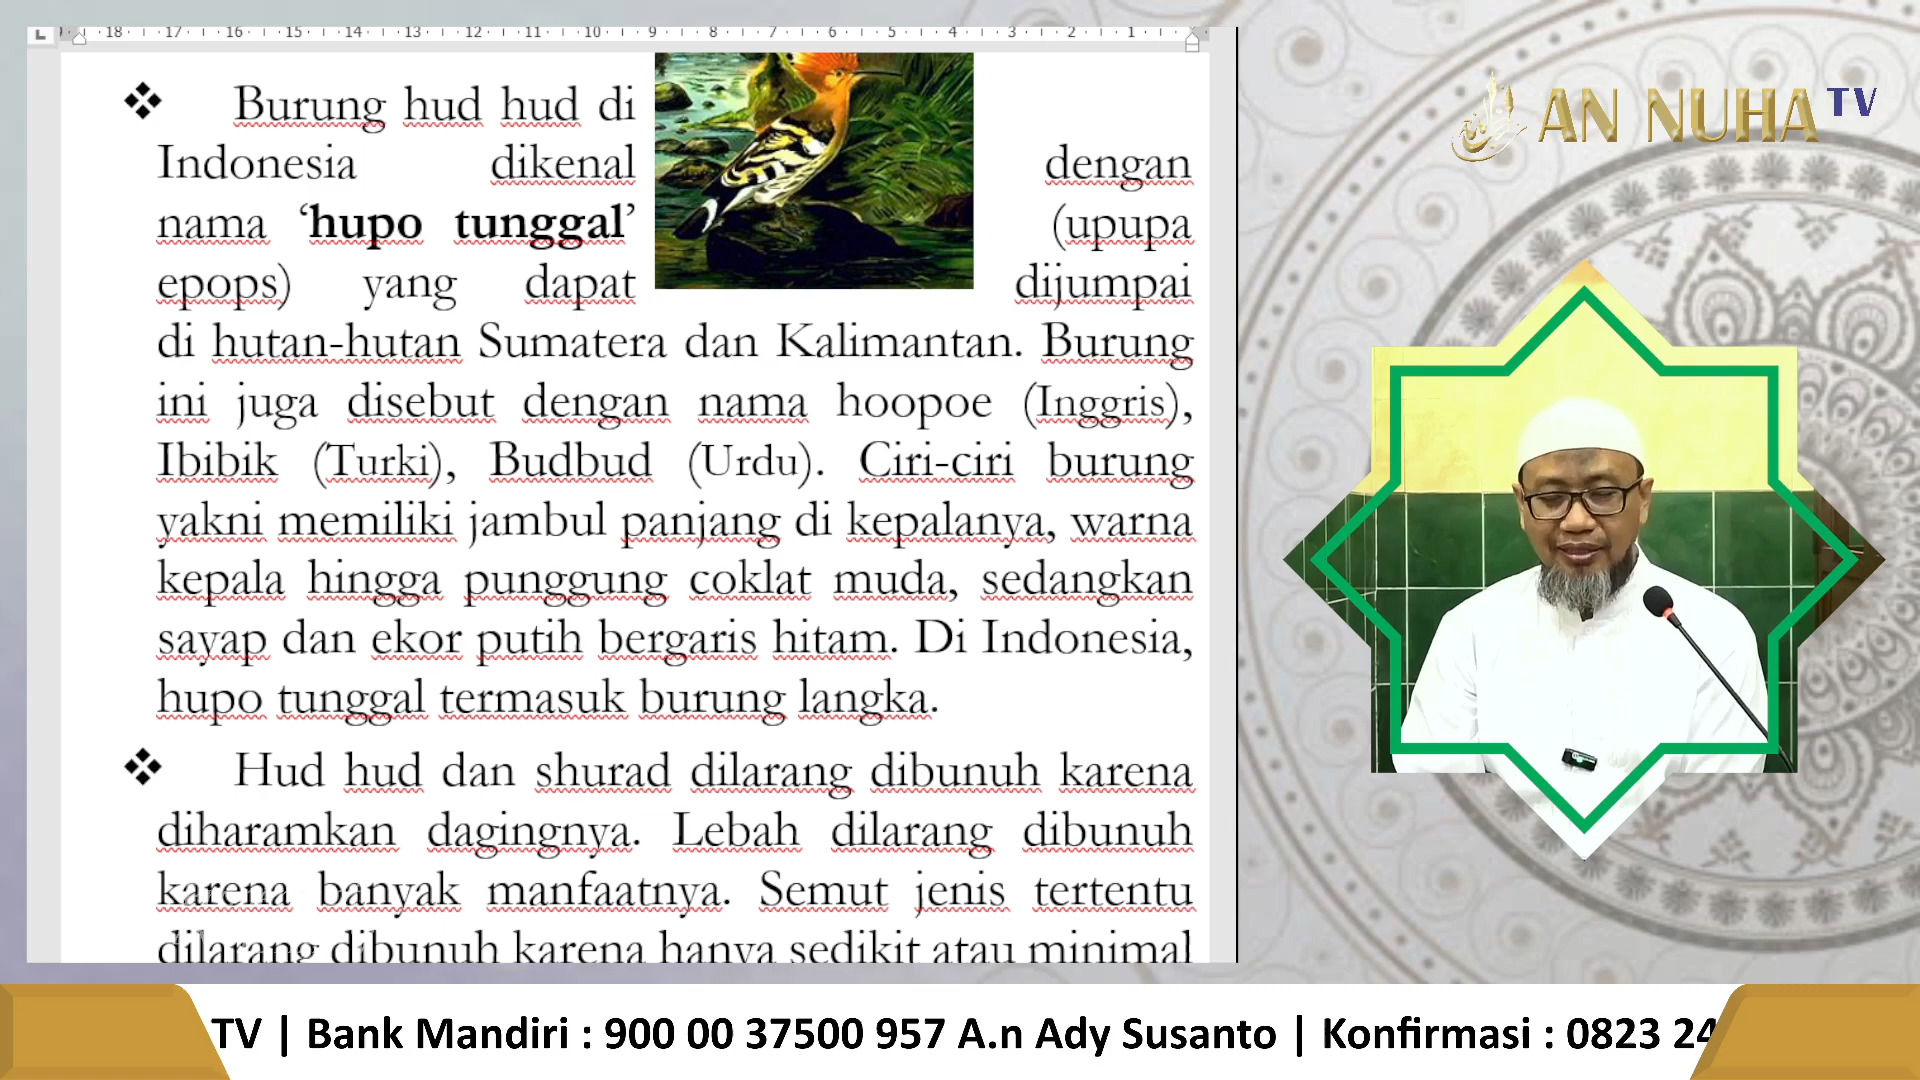 18 17 16 15 14 13 12 11 10 9 8 7 6 5 4 3 2 1
AN NUHA TV
❖ Burung hud hud di
Indonesia dikenal dengan
nama ‘hupo tunggal’ (upupa
epops) yang dapat dijumpai
di hutan-hutan Sumatera dan Kalimantan. Burung
ini juga disebut dengan nama hoopoe (Inggris),
Ibibik (Turki), Budbud (Urdu). Ciri-ciri burung
yakni memiliki jambul panjang di kepalanya, warna
kepala hingga punggung coklat muda, sedangkan
sayap dan ekor putih bergaris hitam. Di Indonesia,
hupo tunggal termasuk burung langka.
❖ Hud hud dan shurad dilarang dibunuh karena
diharamkan dagingnya. Lebah dilarang dibunuh
karena banyak manfaatnya. Semut jenis tertentu
dilarang dibunuh karena hanya sedikit atau minimal
TV | Bank Mandiri : 900 00 37500 957 A.n Ady Susanto | Konfirmasi : 0823 24